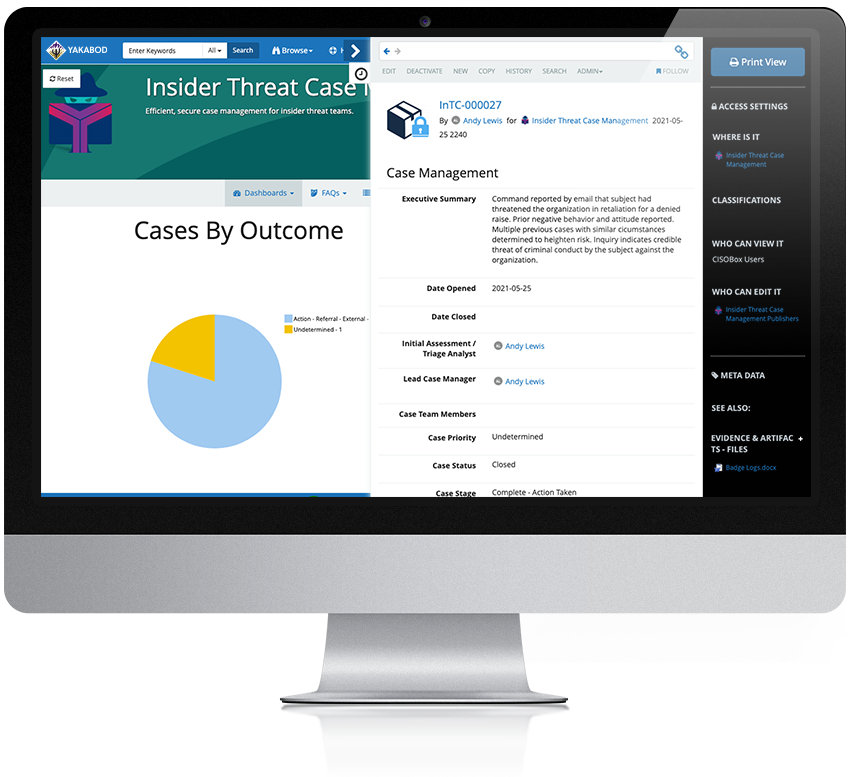 YAKABOD
Enter Keywords
All
Search
Browse
Reset
Insider Threat Case
Efficient, secure case management for insider threat teams.
Dashboards
FAQs
Cases By Outcome
Action - Referral - External -
Undetermined - 1
EDIT DEACTIVATE NEW COPY HISTORY SEARCH ADMIN FOLLOW
InTC-000027
By AL Andy Lewis for Insider Threat Case Management 2021-05-
25 2240
Case Management
Executive Summary
Command reported by email that subject had
threatened the organization in retaliation for a denied
raise. Prior negative behavior and attitude reported.
Multiple previous cases with similar cicumstances
determined to heighten risk. Inquiry indicates credible
threat of criminal conduct by the subject against the
organization.
Date Opened 2021-05-25
Date Closed
Initial Assessment /
Triage Analyst
AL Andy Lewis
Lead Case Manager AL Andy Lewis
Case Team Members
Case Priority Undetermined
Case Status Closed
Case Stage Complete - Action Taken
Print View
ACCESS SETTINGS
WHERE IS IT
Insider Threat Case
Management
CLASSIFICATIONS
WHO CAN VIEW IT
CISOBox Users
WHO CAN EDIT IT
Insider Threat Case
Management Publishers
META DATA
SEE ALSO:
EVIDENCE & ARTIFAC +
TS - FILES
Badge Logs.docx